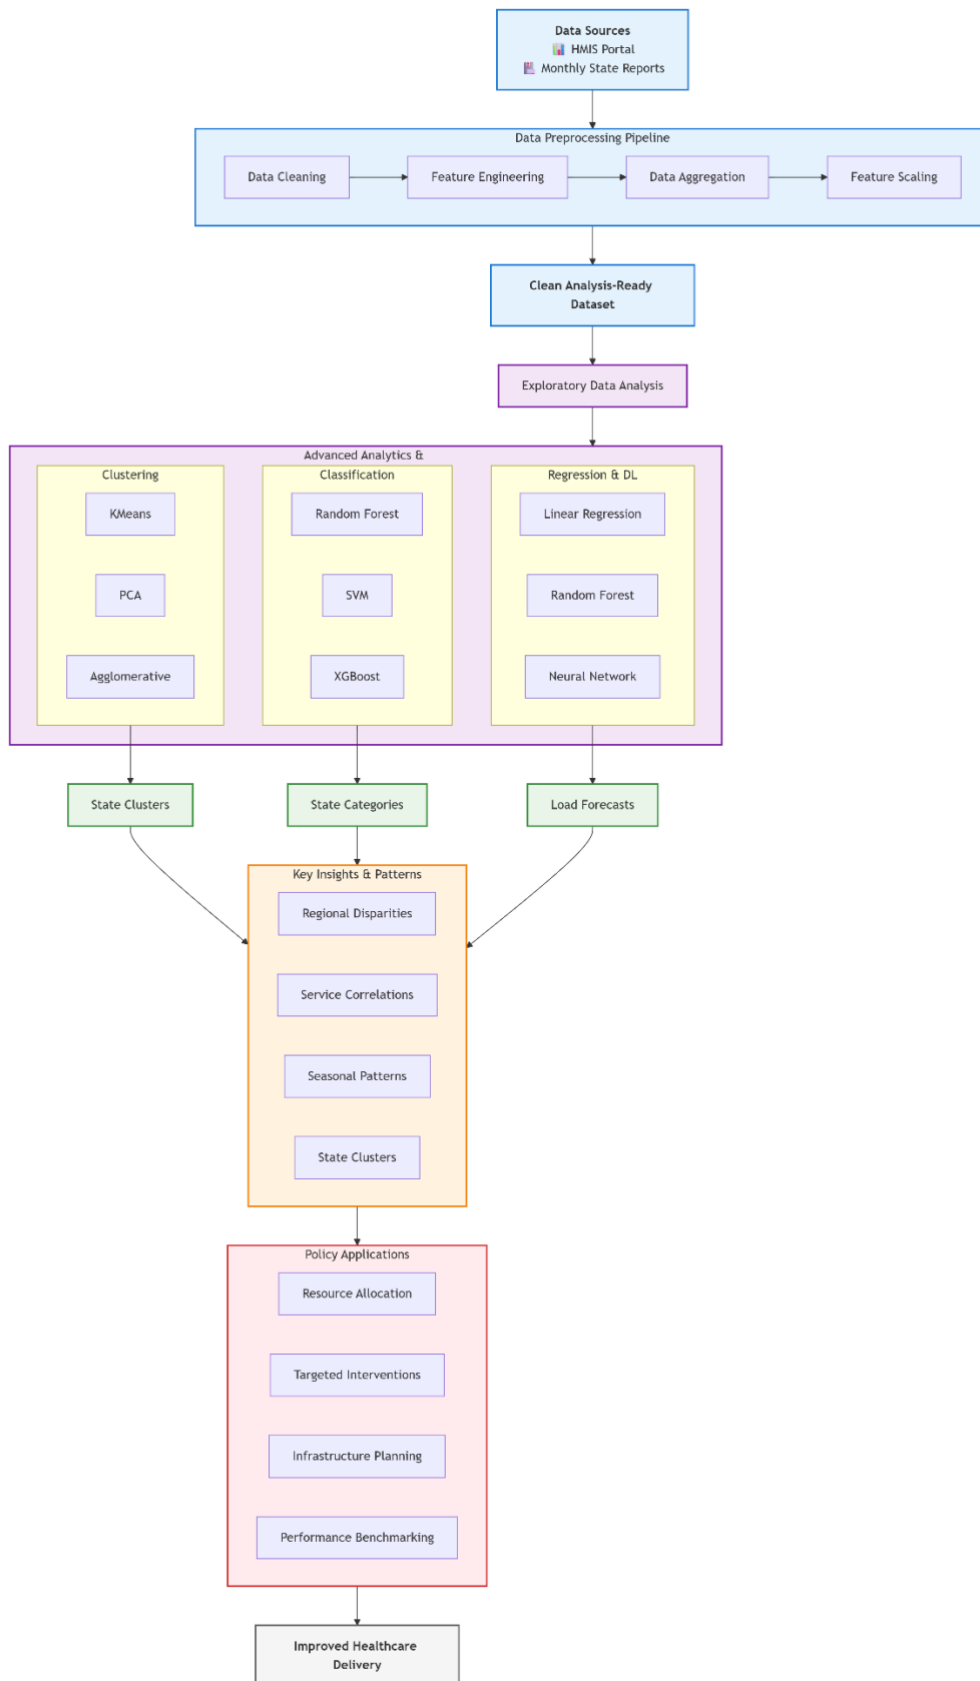 Data Sources
📊 HMIS Portal
Monthly State Reports
Data Preprocessing Pipeline
Data Cleaning
Feature Engineering
Data Aggregation
Feature Scaling
Clean Analysis-Ready
Dataset
Exploratory Data Analysis
Advanced Analytics &
Clustering
Classification
Regression & DL
KMeans
Random Forest
Linear Regression
PCA
SVM
Random Forest
Agglomerative
XGBoost
Neural Network
State Clusters
State Categories
Load Forecasts
Key Insights & Patterns
Regional Disparities
Service Correlations
Seasonal Patterns
State Clusters
Policy Applications
Resource Allocation
Targeted Interventions
Infrastructure Planning
Performance Benchmarking
Improved Healthcare
Delivery